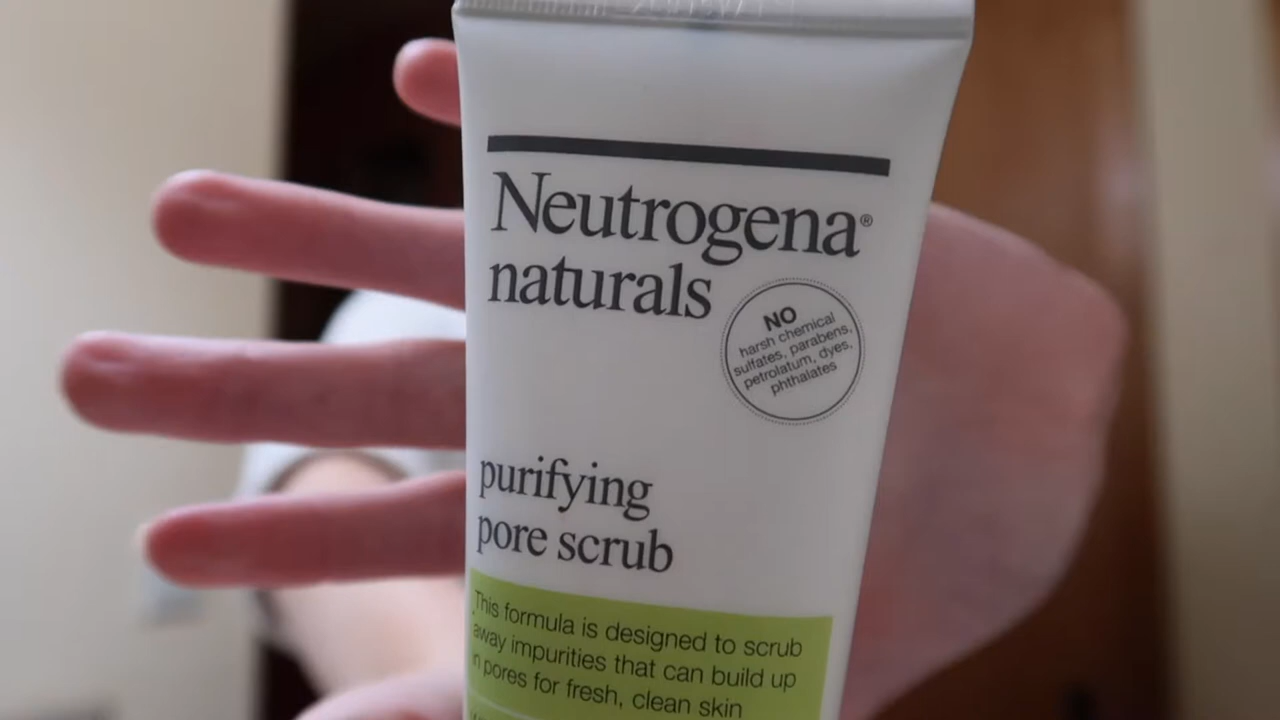 Neutrogena®
naturals
NO
harsh chemical
sulfates, parabens,
petrolatum, dyes,
phthalates
purifying
pore scrub
This formula is designed to scrub
away impurities that can build up
in pores for fresh, clean skin